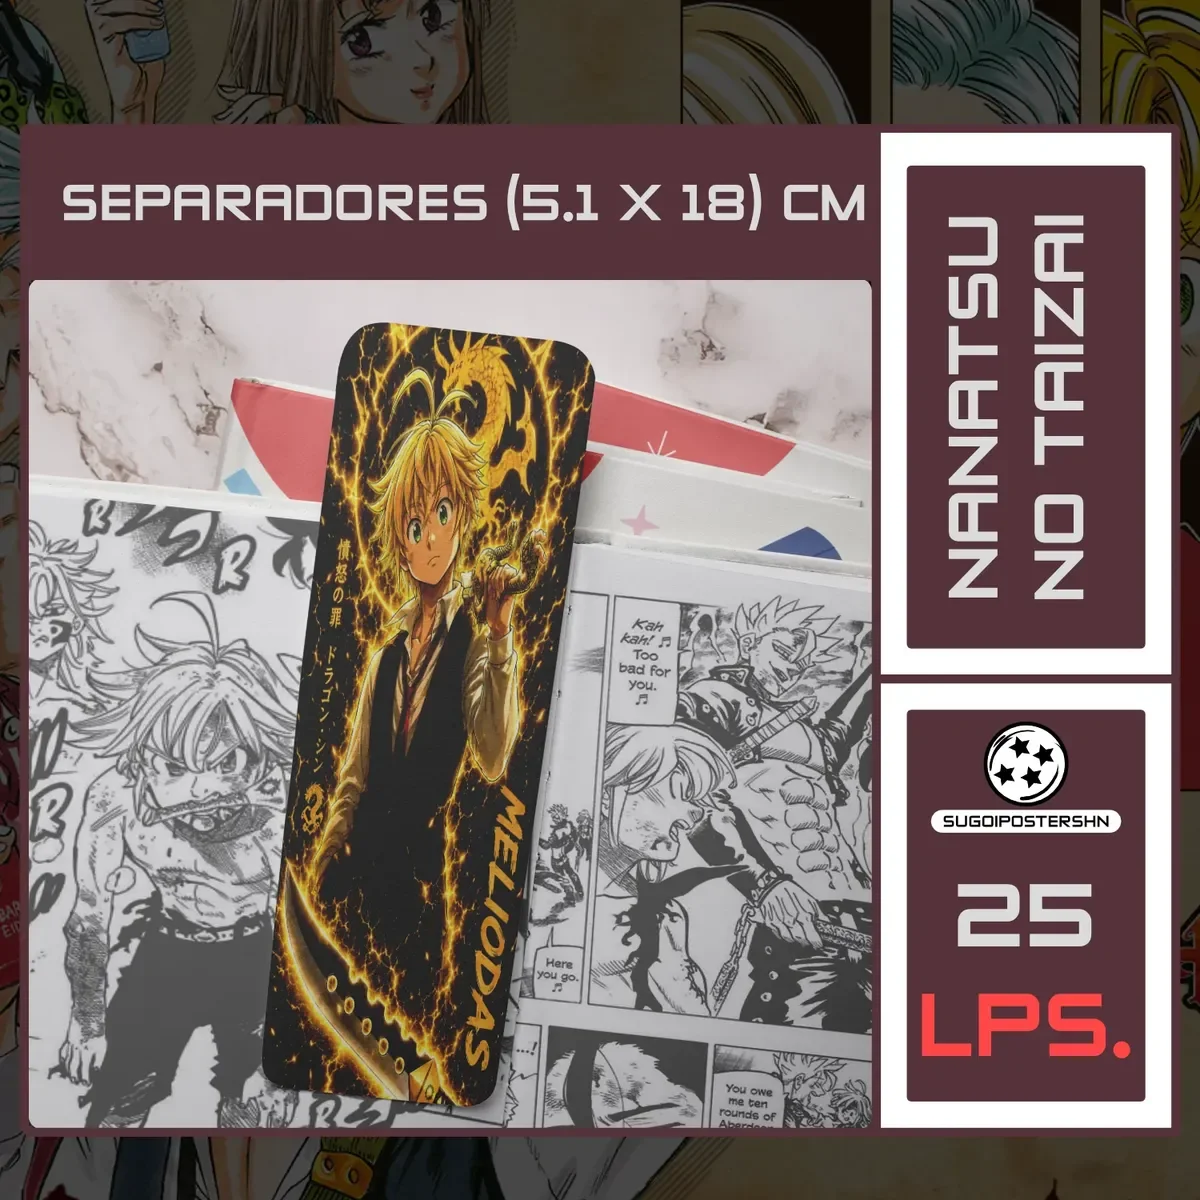 SEPARADORES (5.1 X 18) CM
NANATSU
NO TAIZAI
憤怒の罪 ドラゴン・シン
MELIODAS
Kah
kah! ♬
Too
bad for
you.
♬
Here
you go.
♬
...!
You owe
me ten
rounds of
SUGOIPOSTERSHN
25
LPS.